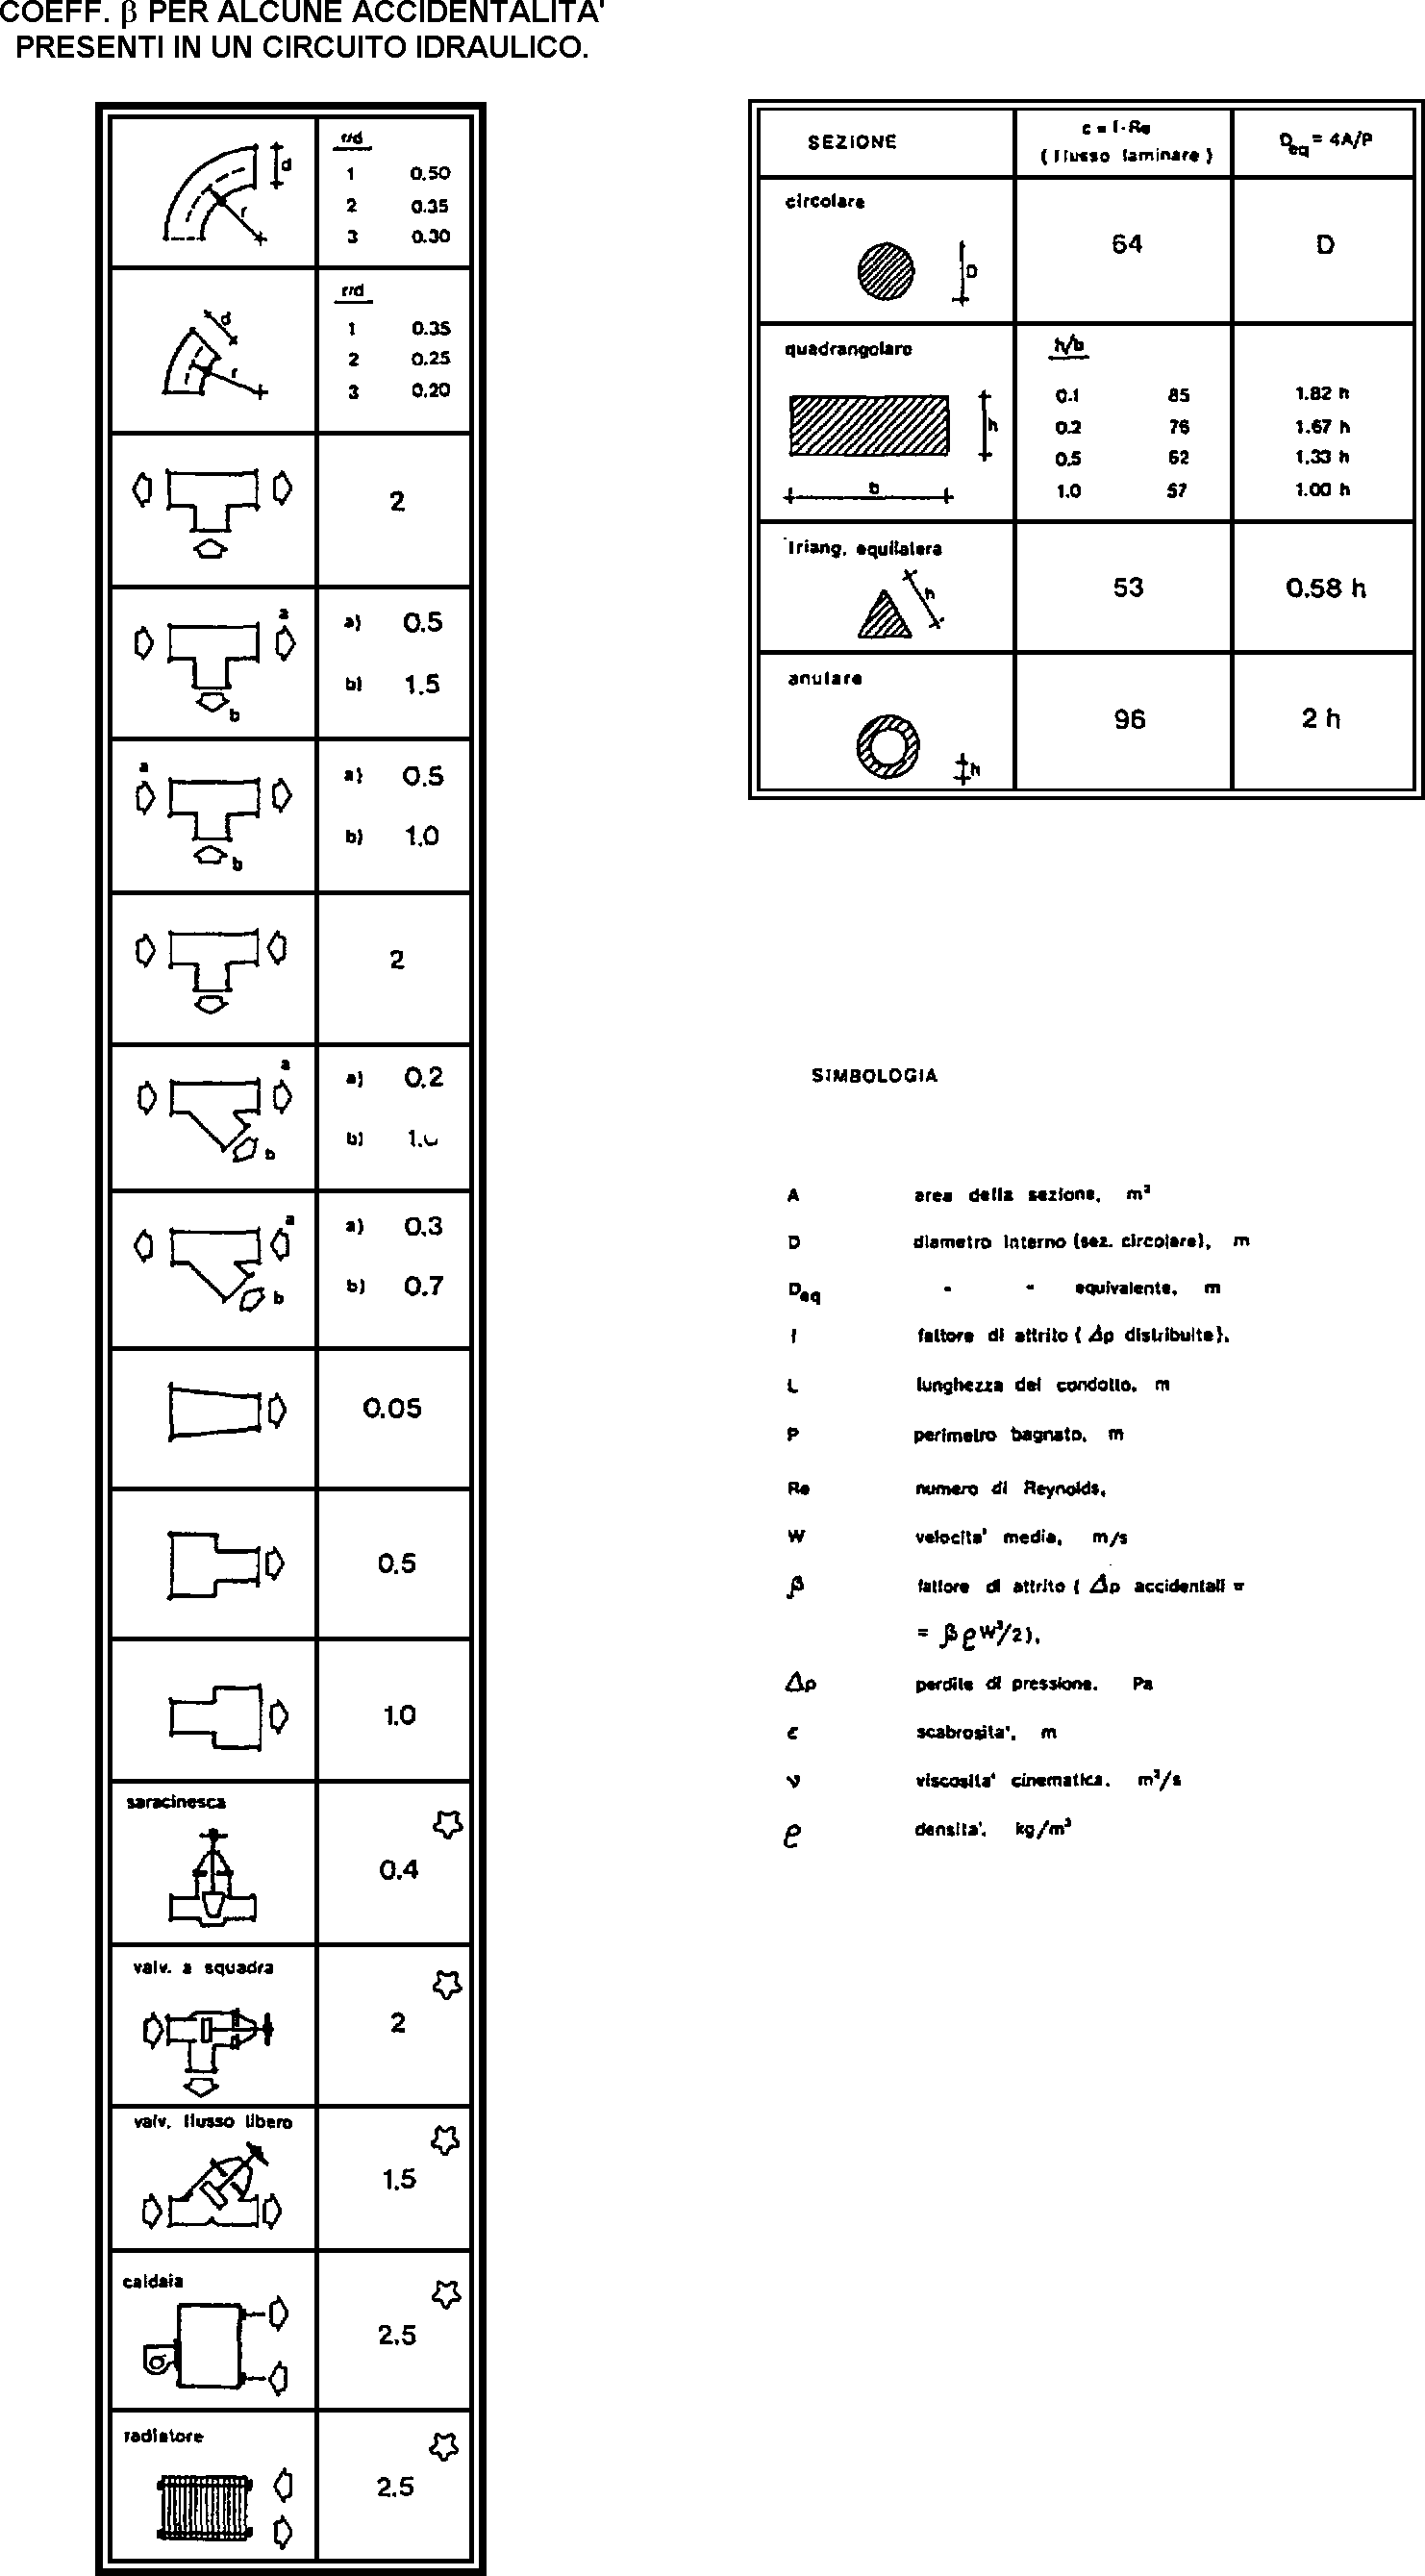 COEFF. β PER ALCUNE ACCIDENTALITA'
PRESENTI IN UN CIRCUITO IDRAULICO.
d
r
r/d
1 0.50
2 0.35
3 0.30
d
r
r/d
1 0.35
2 0.25
3 0.20
2
a
b
a) 0.5
b) 1.5
a
b
a) 0.5
b) 1.0
2
a
b
a) 0.2
b)
a
b
a) 0.3
b) 0.7
0.05
0.5
1.0
saracinesca
0.4
valv. a squadra
2
valv. flusso libero
1.5
caldaia
2.5
radiatore
2.5
SEZIONE
c = f·Re
(flusso laminare)
Deq = 4A/P
circolare
D
64
D
quadrangolare
h
b
h/b
0.1 85 1.82 h
0.2 76 1.67 h
0.5 62 1.33 h
1.0 57 1.00 h
triang. equilatera
h
53
0.58 h
anulare
h
96
2 h
SIMBOLOGIA
A area della sezione, m²
D diametro interno (sez. circolare), m
Deq " " equivalente, m
f fattore di attrito (Δp distribuite),
L lunghezza del condotto, m
P perimetro bagnato, m
Re numero di Reynolds,
W velocita' media, m/s
β fattore di attrito (Δp accidentali =
= βρW²/2),
Δp perdite di pressione, Pa
ε scabrosita', m
ν viscosita' cinematica, m²/s
ρ densita', kg/m³